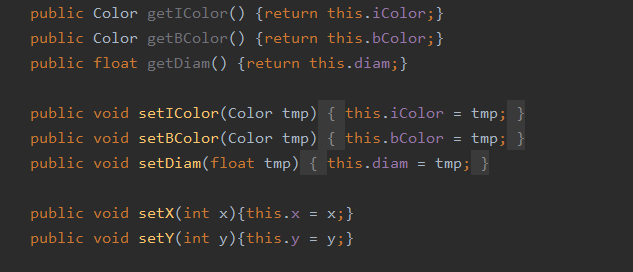 public Color getIColor() {return this.iColor;}
public Color getBColor() {return this.bColor;}
public float getDiam() {return this.diam;}
public void setIColor(Color tmp) { this.iColor = tmp; }
public void setBColor(Color tmp) { this.bColor = tmp; }
public void setDiam(float tmp) { this.diam = tmp; }
public void setX(int x){this.x = x;}
public void setY(int y){this.y = y;}